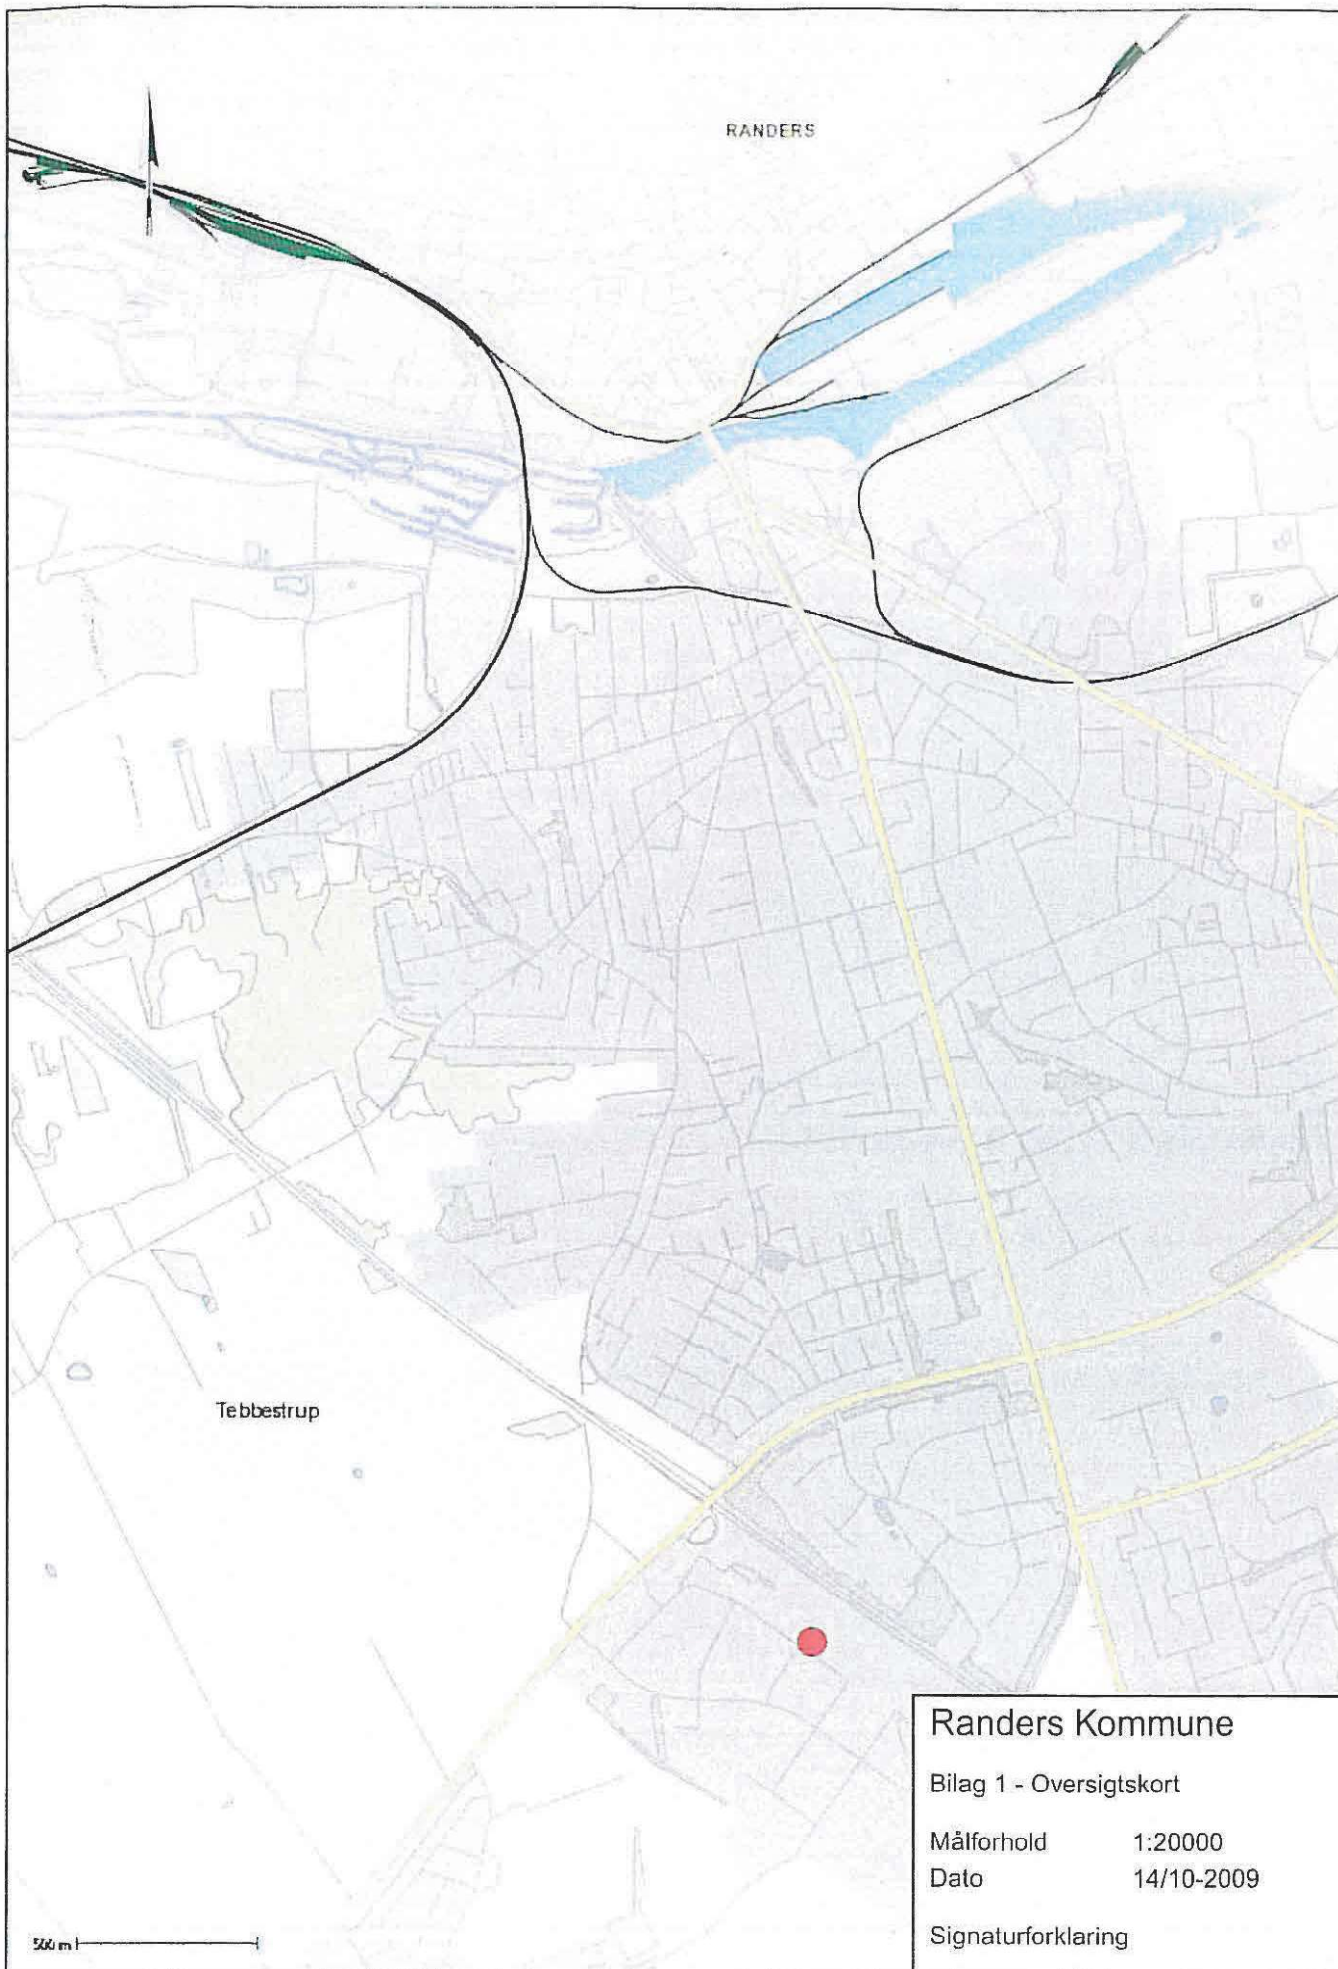 RANDERS
Tebbestrup
Randers Kommune
Bilag 1 - Oversigtskort
Målforhold 1:20000
Dato 14/10-2009
Signaturforklaring
500 m